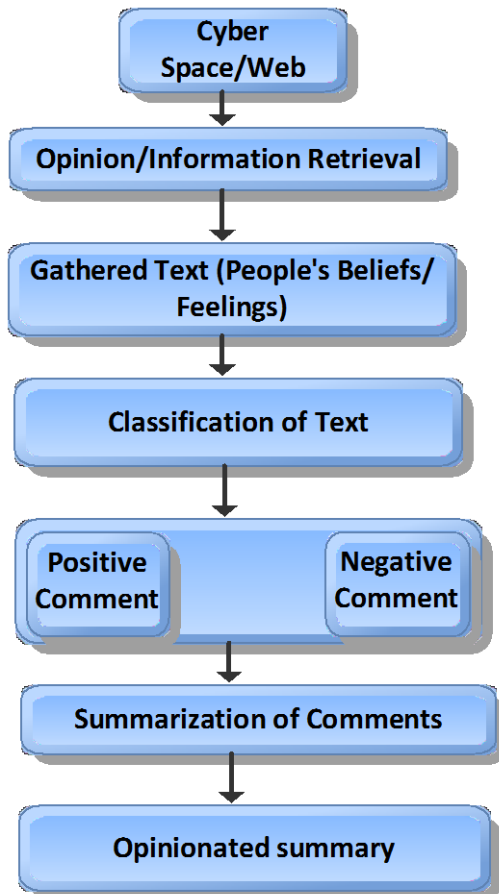 Cyber
Space/Web
Opinion/Information Retrieval
Gathered Text (People's Beliefs/
Feelings)
Classification of Text
Positive
Comment
Negative
Comment
Summarization of Comments
Opinionated summary